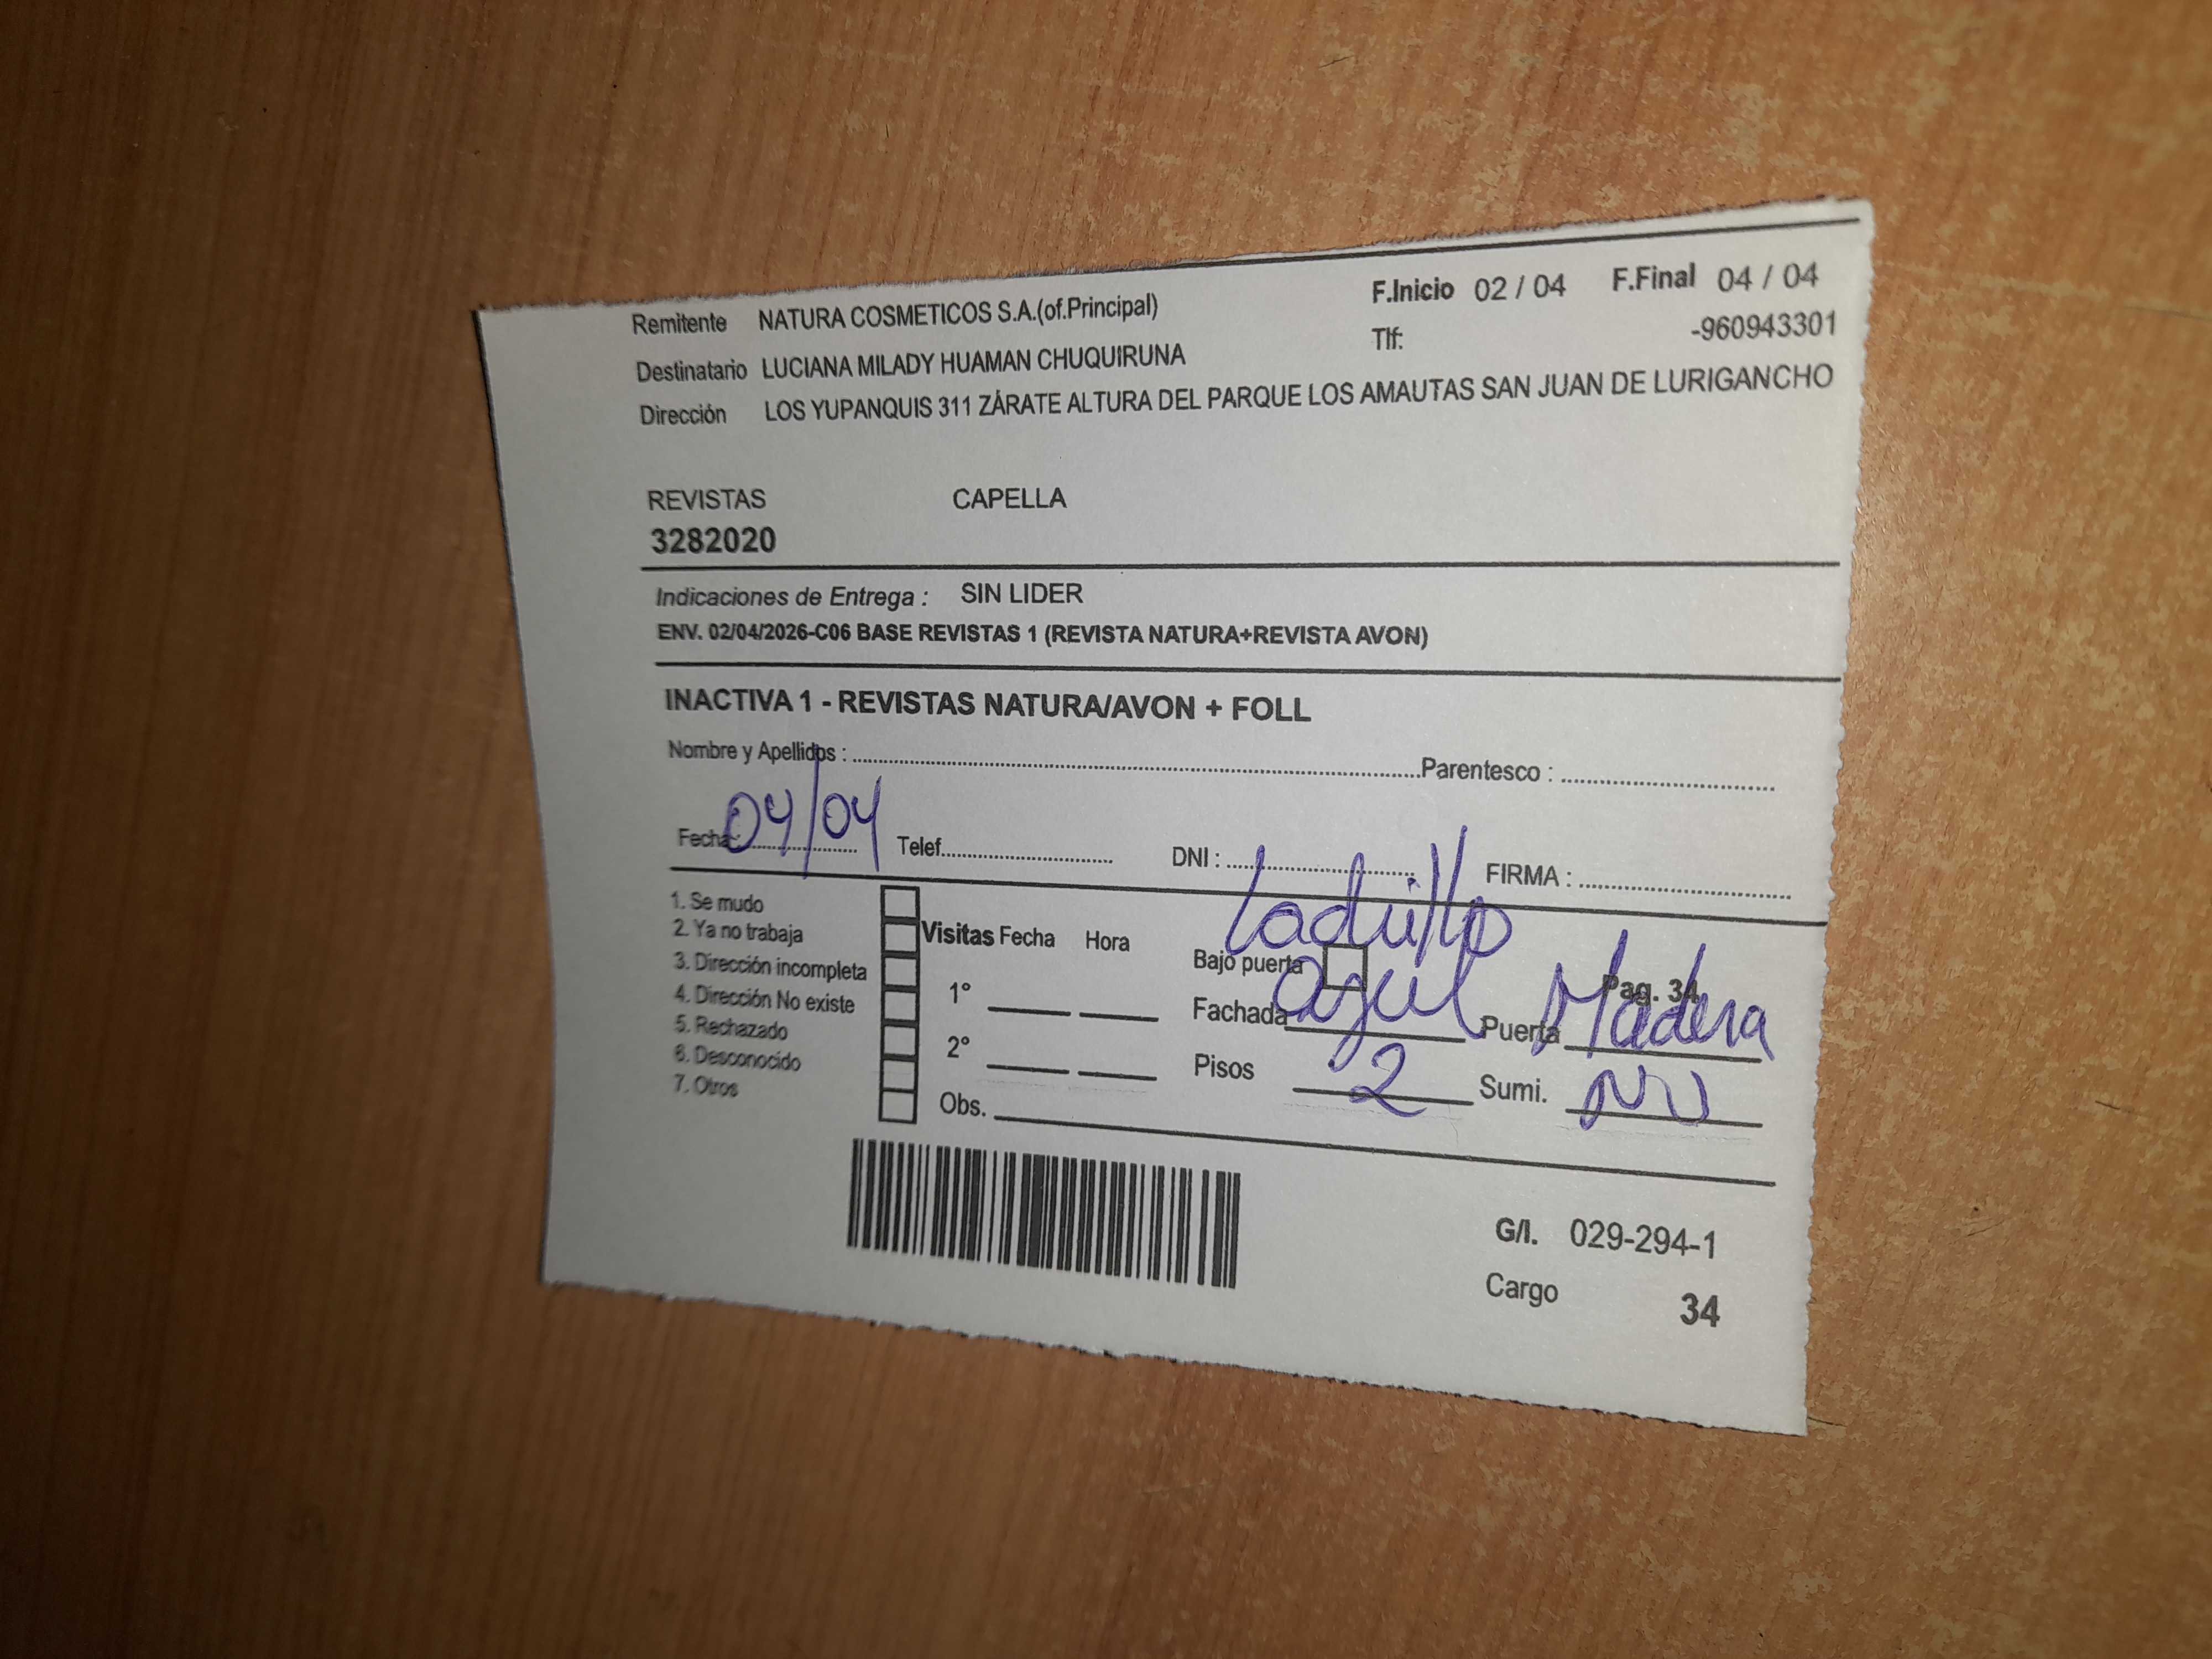 Remitente NATURA COSMETICOS S.A.(of.Principal) F.Inicio 02 / 04 F.Final 04 / 04
Destinatario LUCIANA MILADY HUAMAN CHUQUIRUNA Tlf: -960943301
Dirección LOS YUPANQUIS 311 ZÁRATE ALTURA DEL PARQUE LOS AMAUTAS SAN JUAN DE LURIGANCHO
REVISTAS CAPELLA
3282020
Indicaciones de Entrega : SIN LIDER
ENV. 02/04/2026-C06 BASE REVISTAS 1 (REVISTA NATURA+REVISTA AVON)
INACTIVA 1 - REVISTAS NATURA/AVON + FOLL
Nombre y Apellidos : Parentesco :
Fecha: 04/04 Telef. DNI : FIRMA :
1. Se mudo
2. Ya no trabaja
3. Dirección incompleta
4. Dirección No existe
5. Rechazado
6. Desconocido
7. Otros
Visitas Fecha Hora
1°
2°
Obs.
ladrillo
Bajo puerta Pag. 34
Fachada azul Puerta Madera
Pisos 2 Sumi.
G/I. 029-294-1
Cargo 34